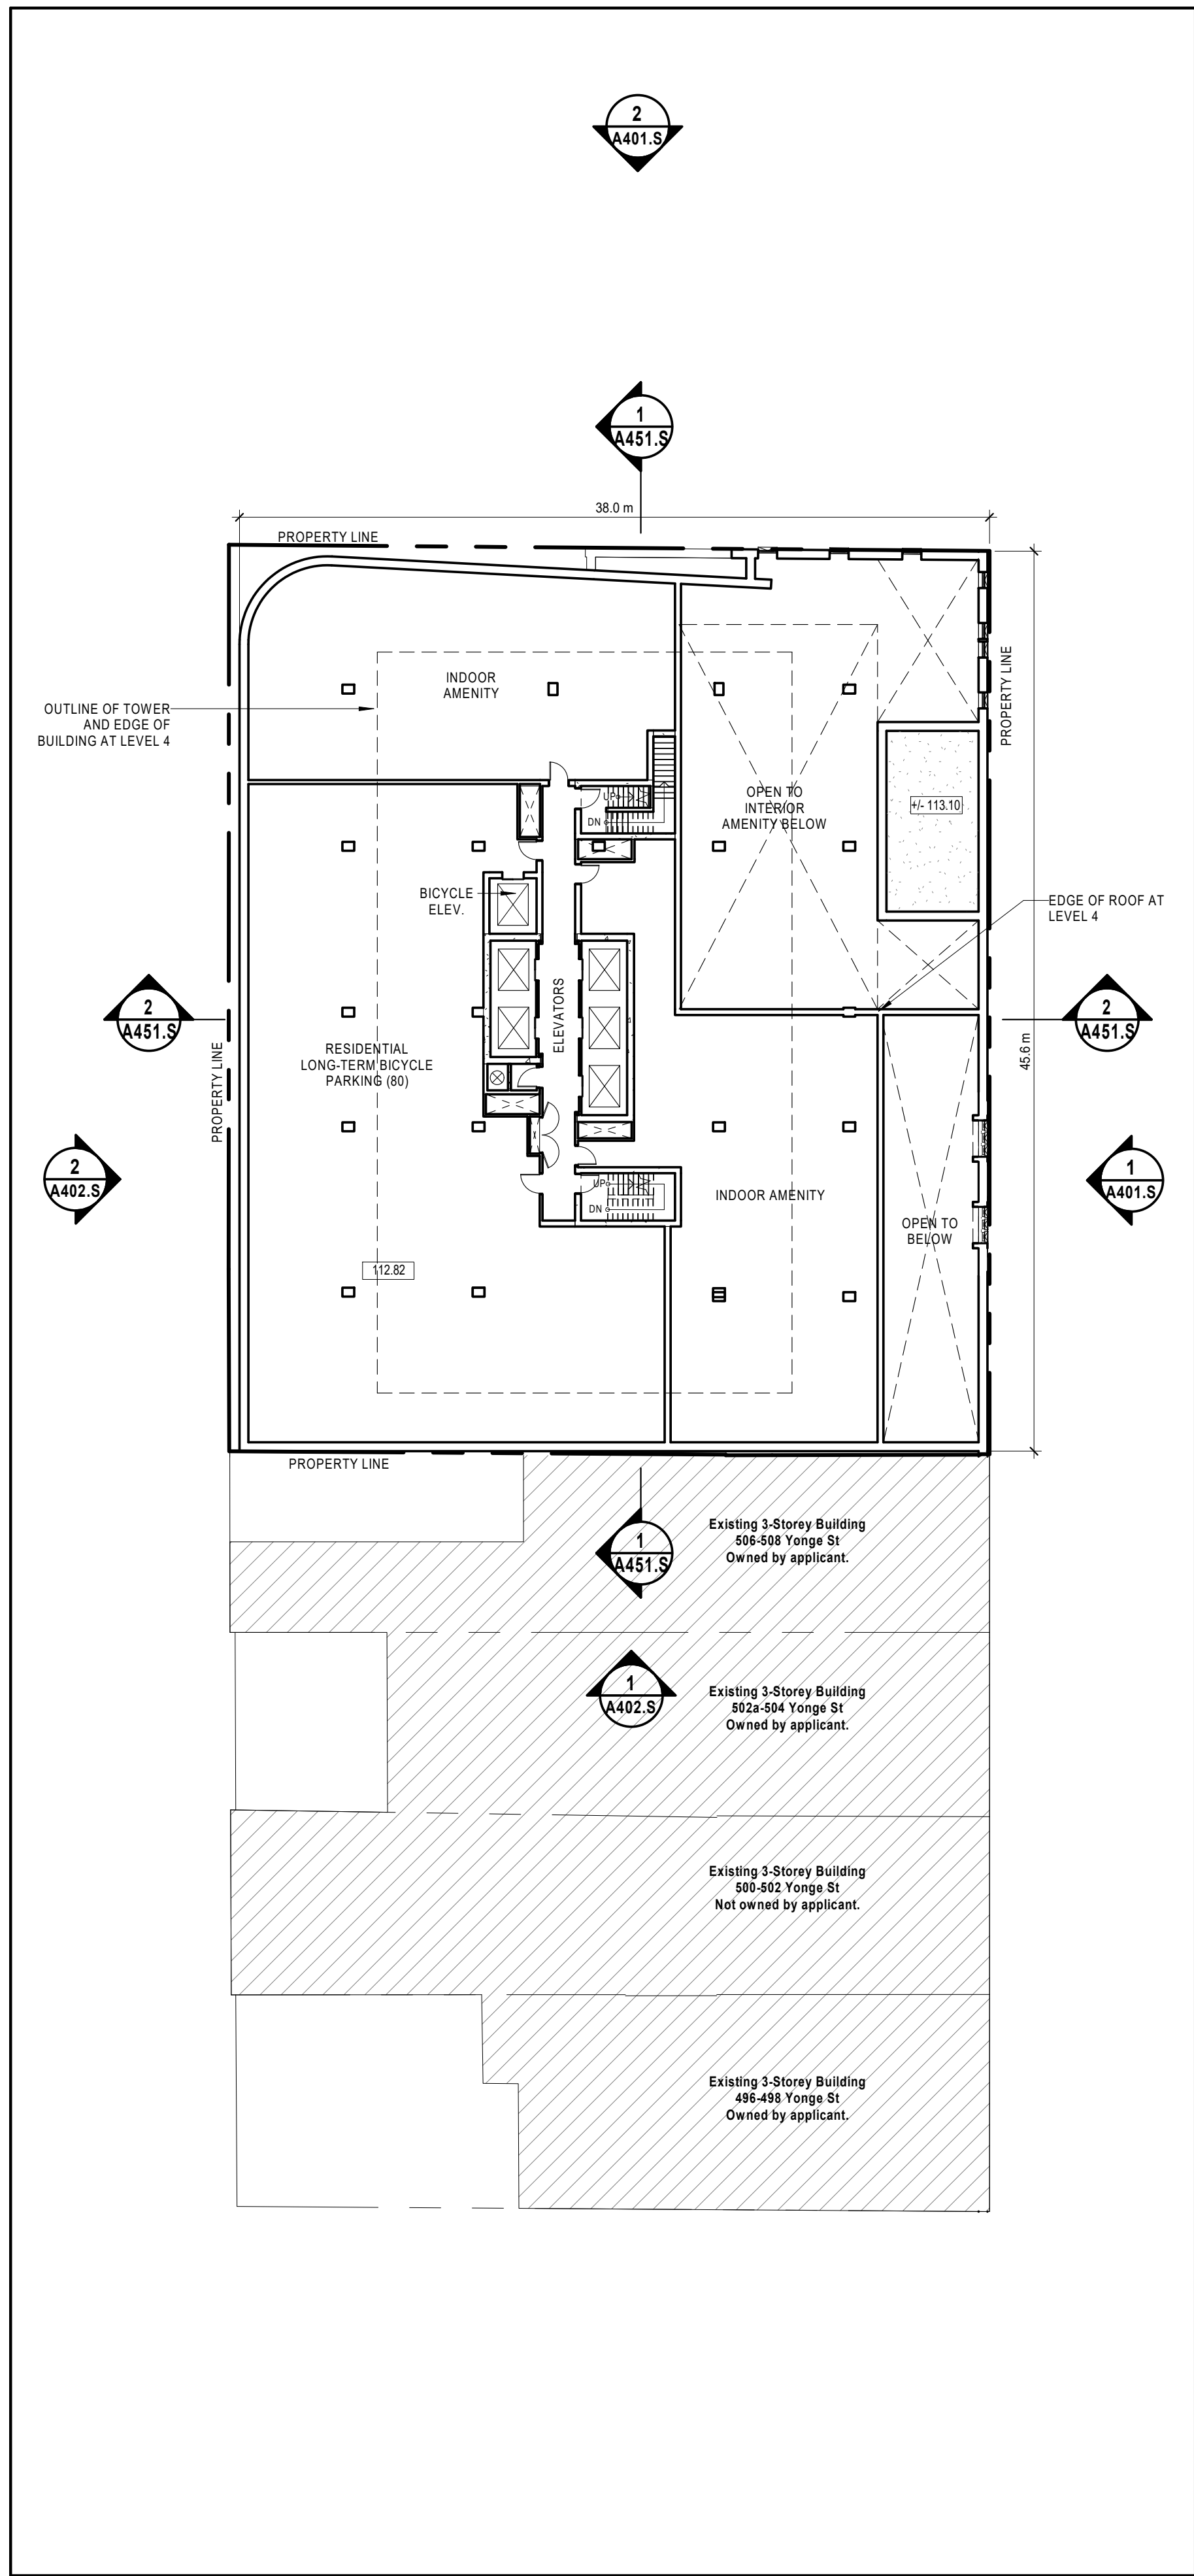 2
A401.S
1
A451.S
38.0 m
PROPERTY LINE
INDOOR
AMENITY
OUTLINE OF TOWER
AND EDGE OF
BUILDING AT LEVEL 4
PROPERTY LINE
OPEN TO
INTERIOR
AMENITY BELOW
+/- 113.10
UP
DN
BICYCLE
ELEV.
EDGE OF ROOF AT
LEVEL 4
ELEVATORS
2
A451.S
2
A451.S
45.6 m
RESIDENTIAL
LONG-TERM BICYCLE
PARKING (80)
PROPERTY LINE
2
A402.S
1
A401.S
UP
DN
INDOOR AMENITY
OPEN TO
BELOW
112.82
PROPERTY LINE
1
A451.S
Existing 3-Storey Building
506-508 Yonge St
Owned by applicant.
1
A402.S
Existing 3-Storey Building
502a-504 Yonge St
Owned by applicant.
Existing 3-Storey Building
500-502 Yonge St
Not owned by applicant.
Existing 3-Storey Building
496-498 Yonge St
Owned by applicant.